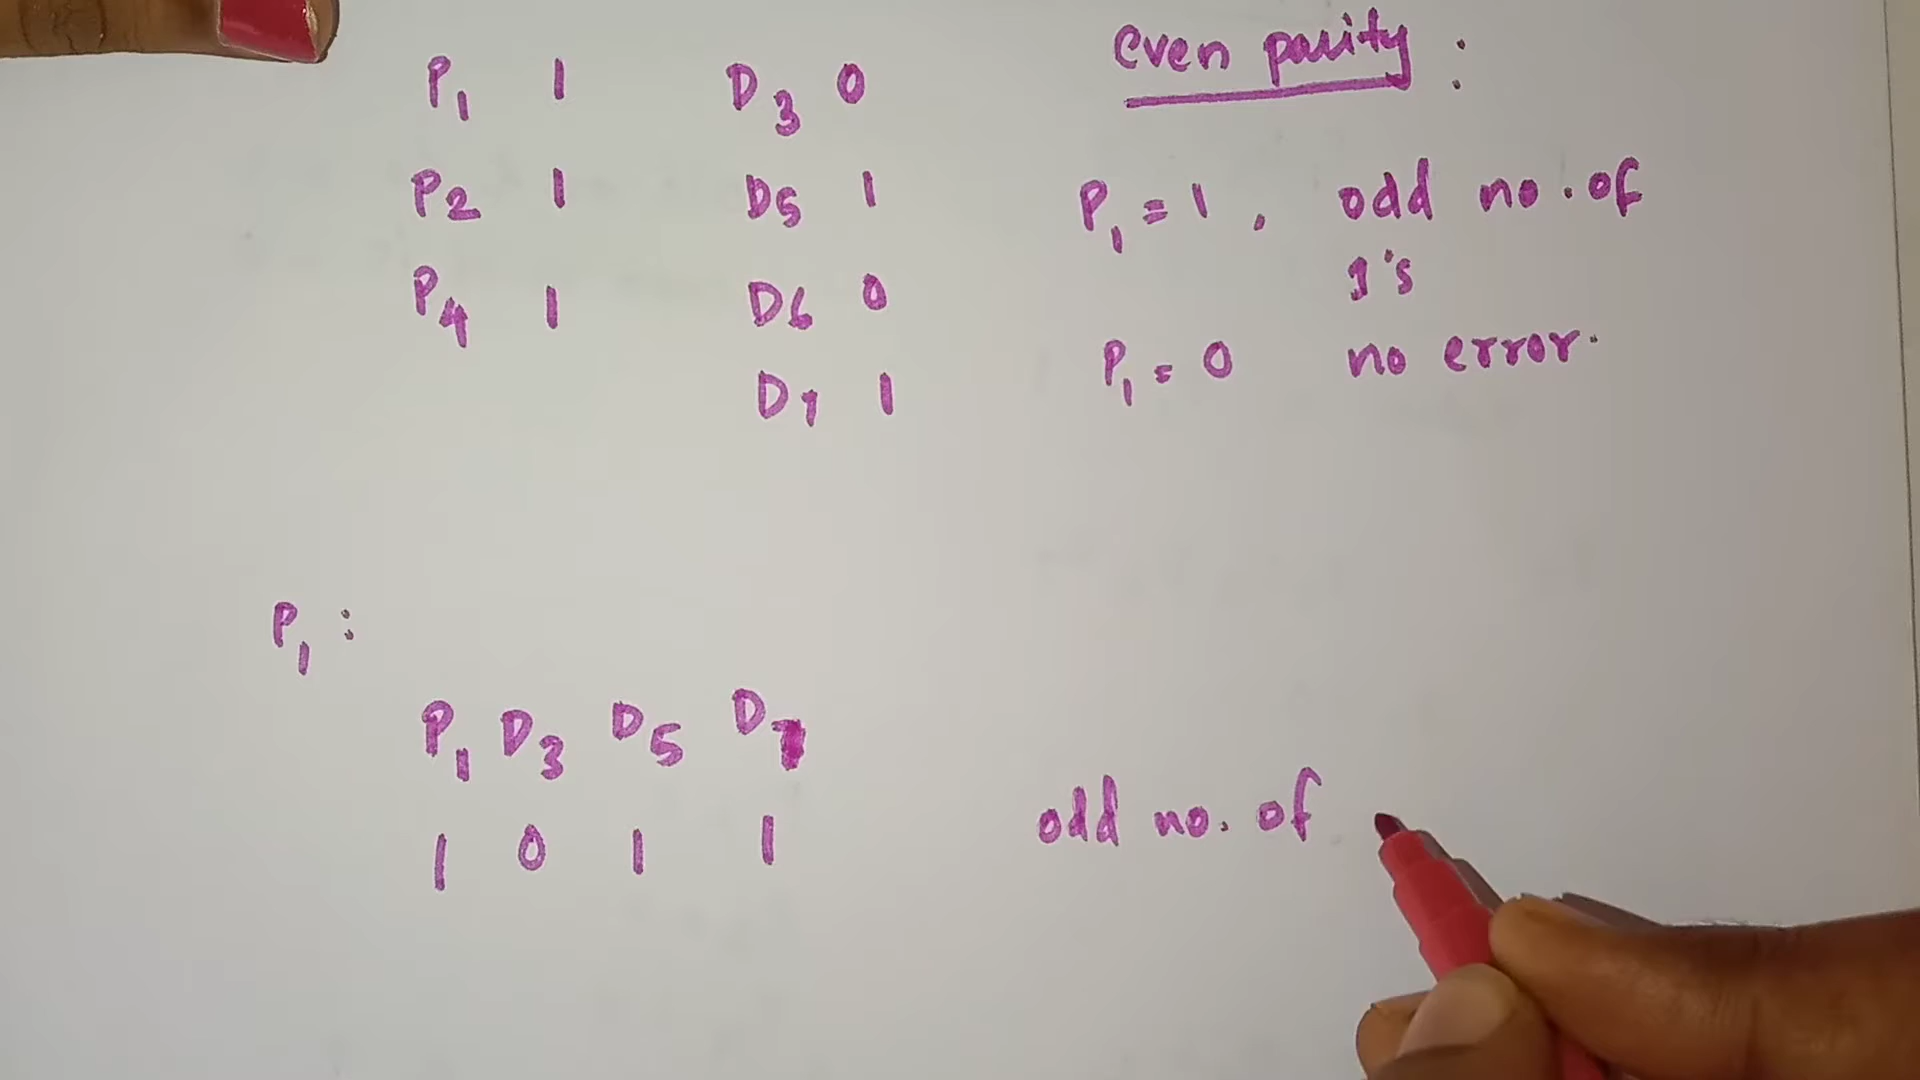 even parity :
P1 1 D3 0
P2 1 D5 1
P4 1 D6 0
D7 1
P1 = 1 , odd no. of
1's
P1 = 0 no error.
P1 :
P1 D3 D5 D7
1 0 1 1
odd no. of